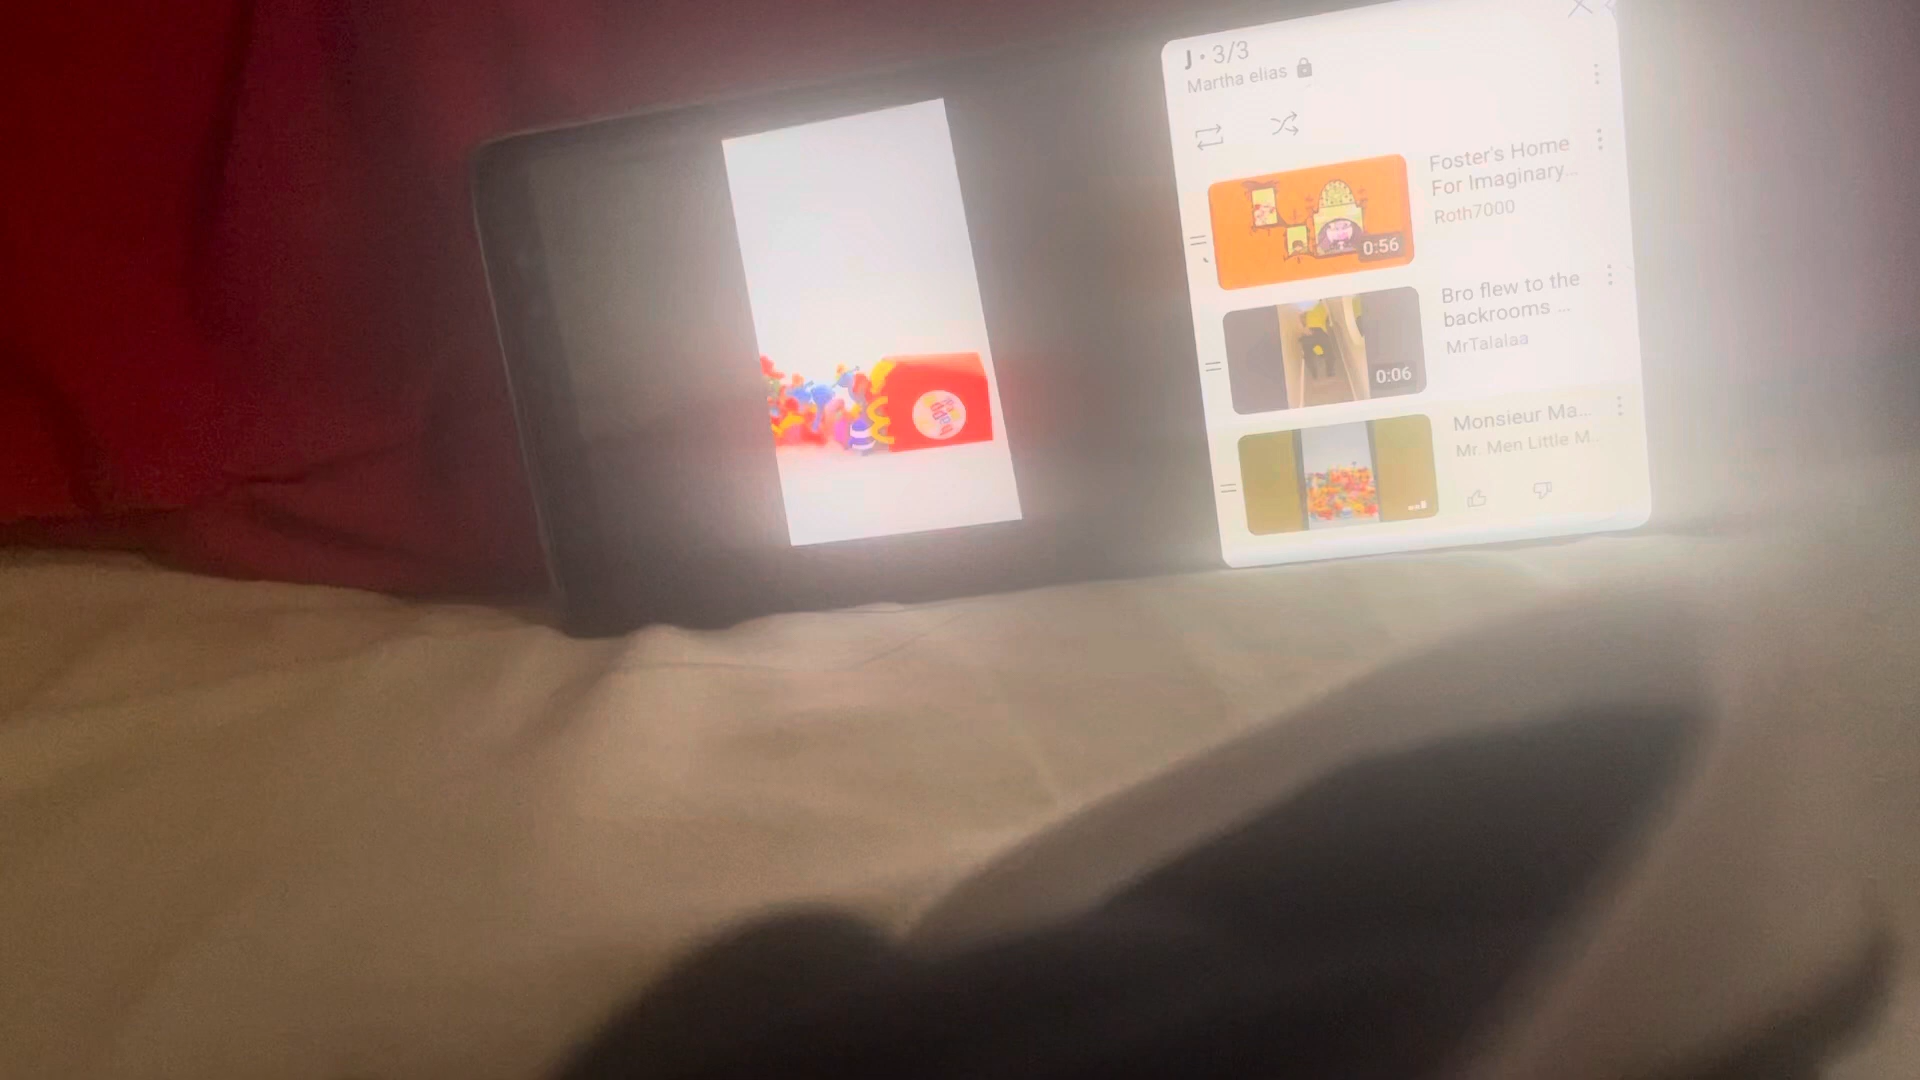 J • 3/3
Martha elias
Foster's Home
For Imaginary...
Roth7000
0:56
Bro flew to the
backrooms ...
MrTalalaa
0:06
Monsieur Ma...
Mr. Men Little M...